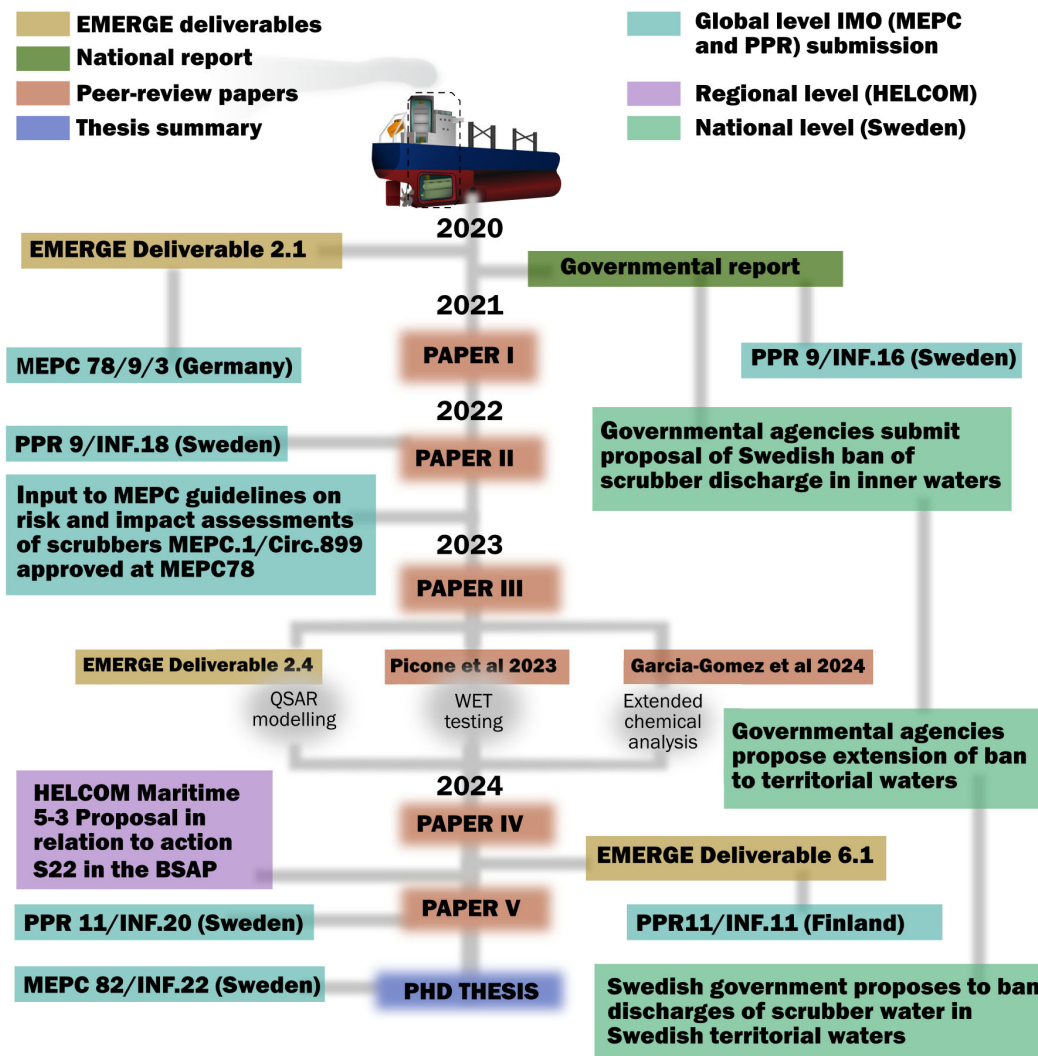 EMERGE deliverables
National report
Peer-review papers
Thesis summary
Global level IMO (MEPC
and PPR) submission
Regional level (HELCOM)
National level (Sweden)
2020
EMERGE Deliverable 2.1
Governmental report
2021
PAPER I
MEPC 78/9/3 (Germany)
PPR 9/INF.16 (Sweden)
2022
PPR 9/INF.18 (Sweden)
PAPER II
Governmental agencies submit
proposal of Swedish ban of
scrubber discharge in inner waters
Input to MEPC guidelines on
risk and impact assessments
of scrubbers MEPC.1/Circ.899
approved at MEPC78
2023
PAPER III
EMERGE Deliverable 2.4
QSAR
modelling
Picone et al 2023
WET
testing
Garcia-Gomez et al 2024
Extended
chemical
analysis
Governmental agencies
propose extension of ban
to territorial waters
2024
HELCOM Maritime
5-3 Proposal in
relation to action
S22 in the BSAP
PAPER IV
EMERGE Deliverable 6.1
PAPER V
PPR 11/INF.20 (Sweden)
PPR11/INF.11 (Finland)
MEPC 82/INF.22 (Sweden)
PHD THESIS
Swedish government proposes to ban
discharges of scrubber water in
Swedish territorial waters